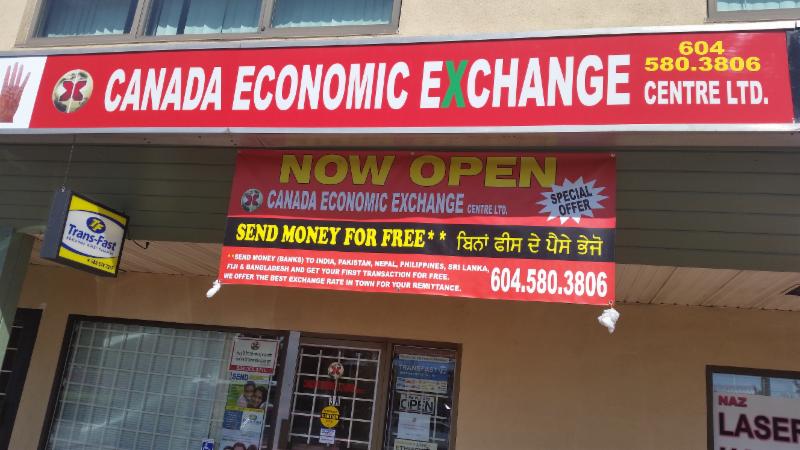 CANADA ECONOMIC EXCHANGE
604
580.3806
CENTRE LTD.
NOW OPEN
CANADA ECONOMIC EXCHANGE CENTRE LTD.
SPECIAL
OFFER
SEND MONEY FOR FREE** ਬਿਨਾਂ ਫੀਸ ਦੇ ਪੈਸੇ ਭੇਜੋ
**SEND MONEY (BANKS) TO INDIA, PAKISTAN, NEPAL, PHILIPPINES, SRI LANKA,
FIJI & BANGLADESH AND GET YOUR FIRST TRANSACTION FOR FREE.
WE OFFER THE BEST EXCHANGE RATE IN TOWN FOR YOUR REMITTANCE.
604.580.3806
Trans-Fast
SEND
TRANSFAST
OPEN
NAZ
LASER